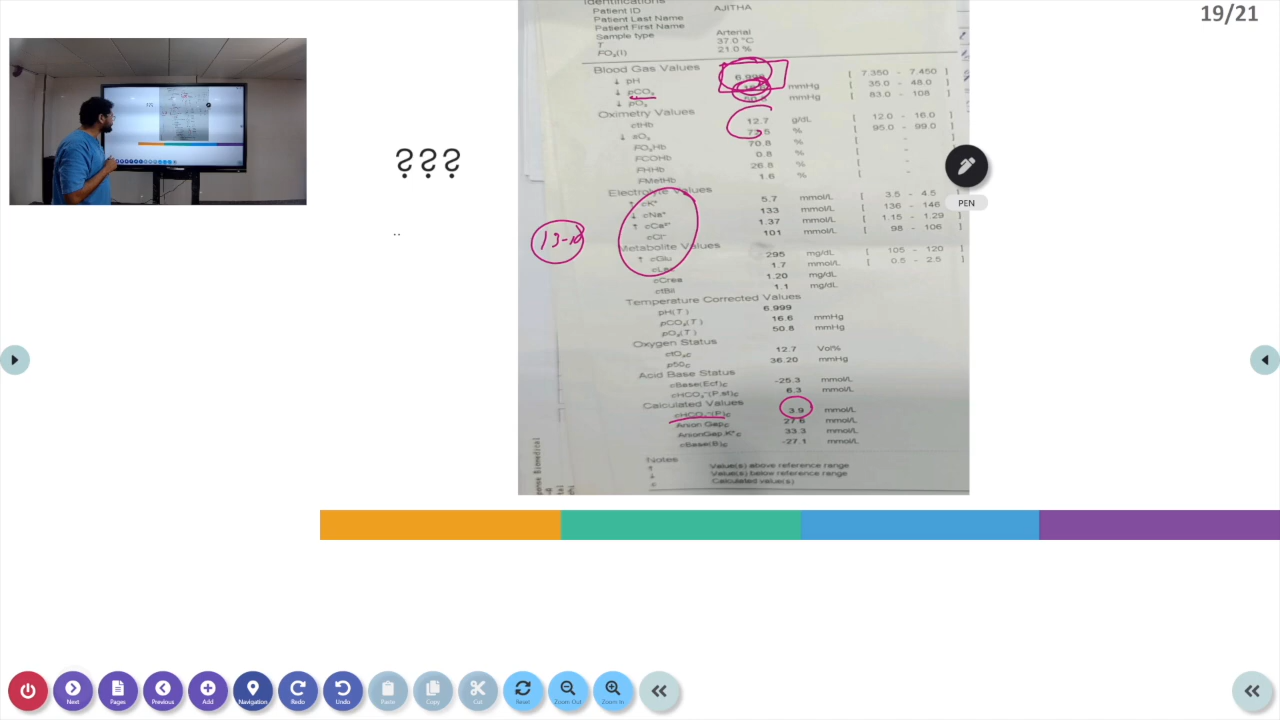 19/21
???
..
13-18
Identifications
Patient ID AJITHA
Patient Last Name
Patient First Name
Sample type Arterial
T 37.0 °C
FO₂(I) 21.0 %
Blood Gas Values
↓ pH 6.999 [ 7.350 - 7.450 ]
↓ pCO₂ mmHg [ 35.0 - 48.0 ]
↓ pO₂ 50.8 mmHg [ 83.0 - 108 ]
Oximetry Values
ctHb 12.7 g/dL [ 12.0 - 16.0 ]
↓ sO₂ % [ 95.0 - 99.0 ]
FO₂Hb 70.8 % [ - ]
FCOHb 0.8 % [ - ]
FHHb 26.8 % [ - ]
FMetHb 1.6 % [ - ]
Electrolyte Values
↑ cK⁺ 5.7 mmol/L [ 3.5 - 4.5 ]
↓ cNa⁺ 133 mmol/L [ 136 - 146 ]
↑ cCa²⁺ 1.37 mmol/L [ 1.15 - 1.29 ]
cCl⁻ 101 mmol/L [ 98 - 106 ]
Metabolite Values
↑ cGlu 295 mg/dL [ 105 - 120 ]
cLac 1.7 mmol/L [ 0.5 - 2.5 ]
cCrea 1.20 mg/dL
ctBil 1.1 mg/dL
Temperature Corrected Values
pH(T) 6.999
pCO₂(T) 16.6 mmHg
pO₂(T) 50.8 mmHg
Oxygen Status
ctO₂c 12.7 Vol%
p50c 36.20 mmHg
Acid Base Status
cBase(Ecf)c -25.3 mmol/L
cHCO₃⁻(P,st)c 6.3 mmol/L
Calculated Values
cHCO₃⁻(P)c 3.9 mmol/L
Anion Gapc 27.6 mmol/L
AnionGap,K⁺c 33.3 mmol/L
cBase(B)c -27.1 mmol/L
Notes
↑ Value(s) above reference range
↓ Value(s) below reference range
c Calculated value(s)
PEN
Next
Pages
Previous
Add
Navigation
Redo
Undo
Paste
Copy
Cut
Reset
Zoom Out
Zoom In